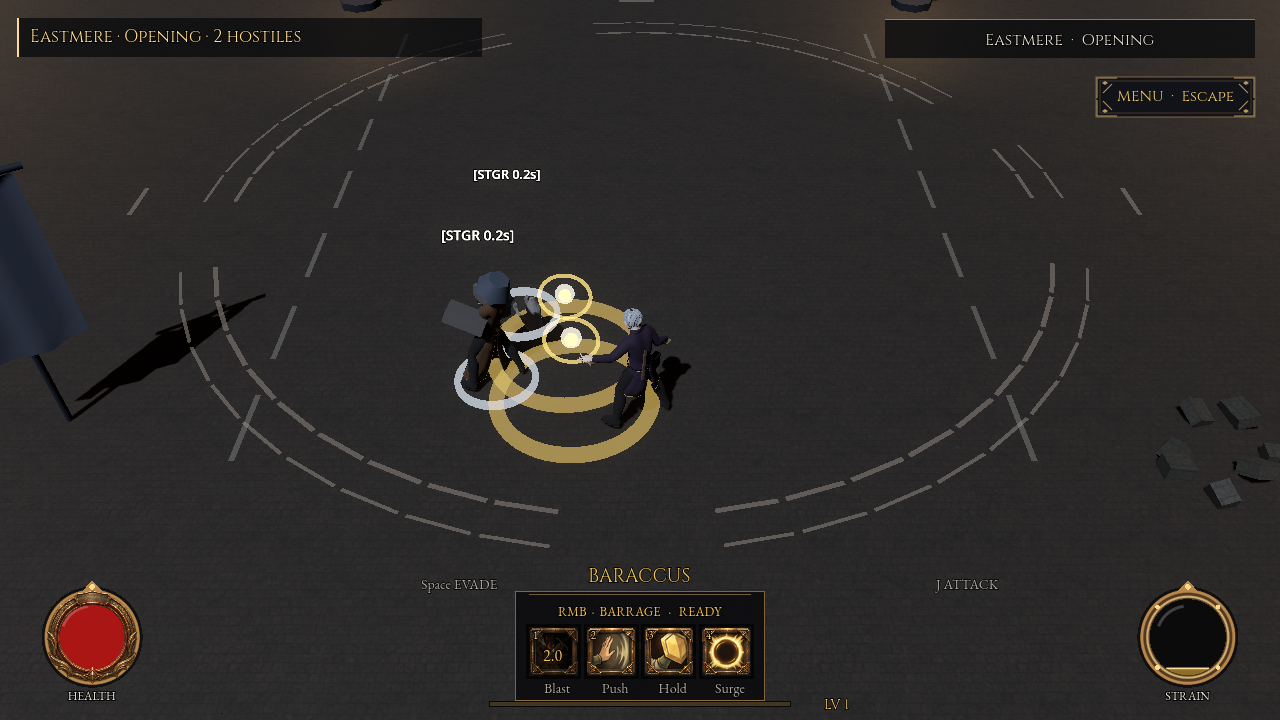 EASTMERE · OPENING · 2 HOSTILES
EASTMERE · OPENING
MENU · ESCAPE
[STGR 0.2s]
[STGR 0.2s]
Space EVADE
BARACCUS
J ATTACK
RMB · BARRAGE · READY
1 2 3 4
2.0
Blast Push Hold Surge
HEALTH
STRAIN
LV 1